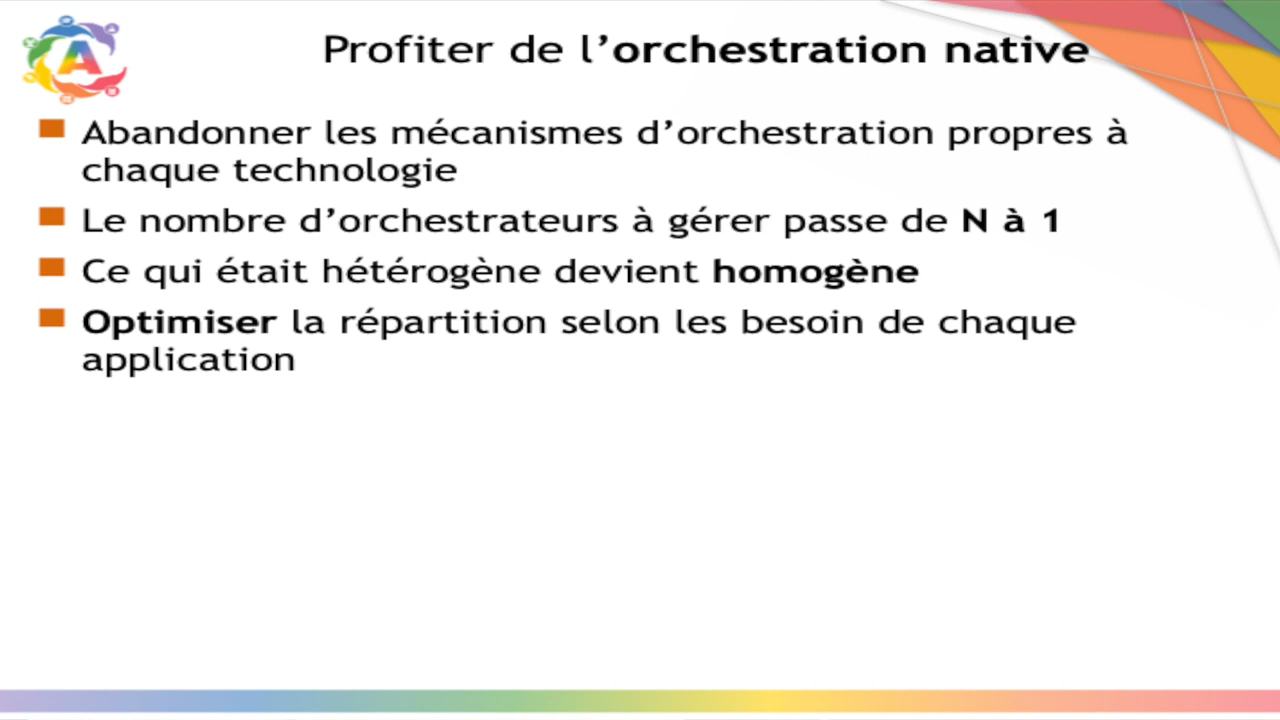 A
Profiter de l’orchestration native
Abandonner les mécanismes d’orchestration propres à
chaque technologie
Le nombre d’orchestrateurs à gérer passe de N à 1
Ce qui était hétérogène devient homogène
Optimiser la répartition selon les besoin de chaque
application